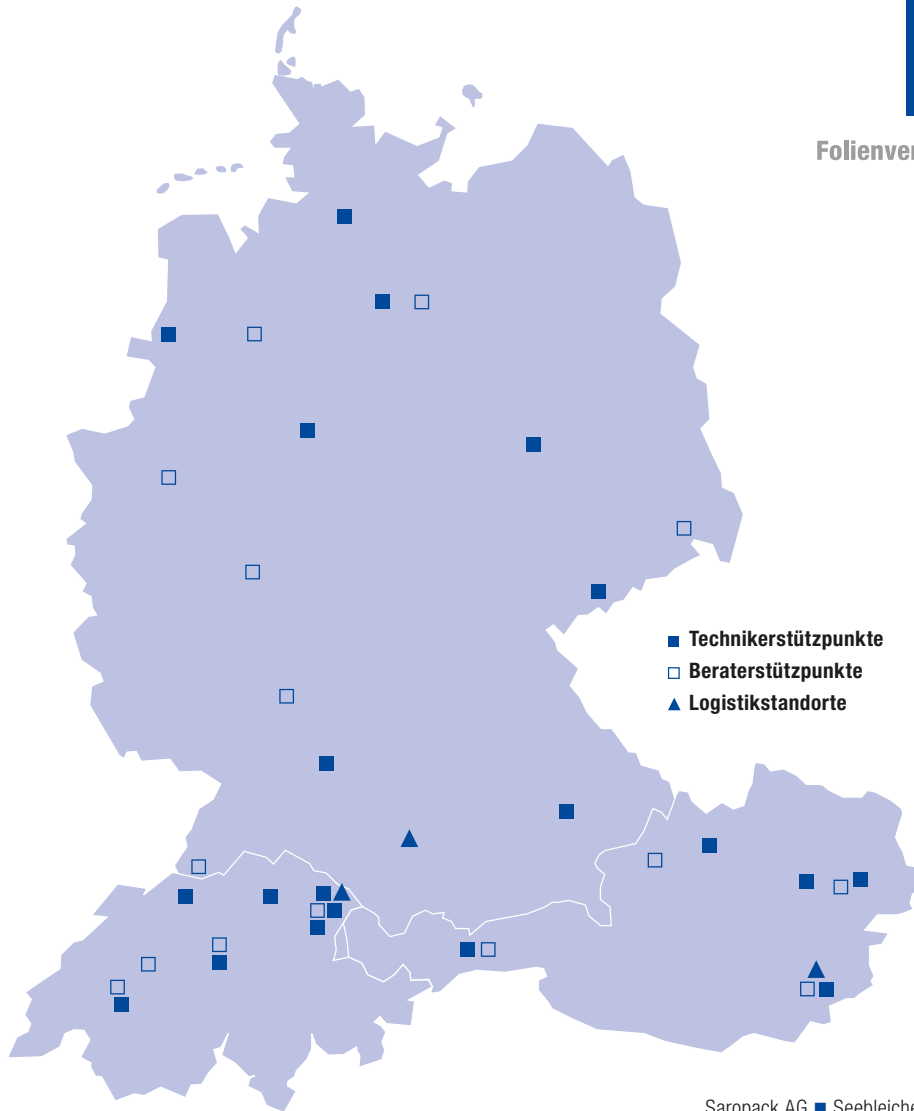 Folienver
Technikerstützpunkte
Beraterstützpunkte
Logistikstandorte
Saropack AG ■ Seebleiche